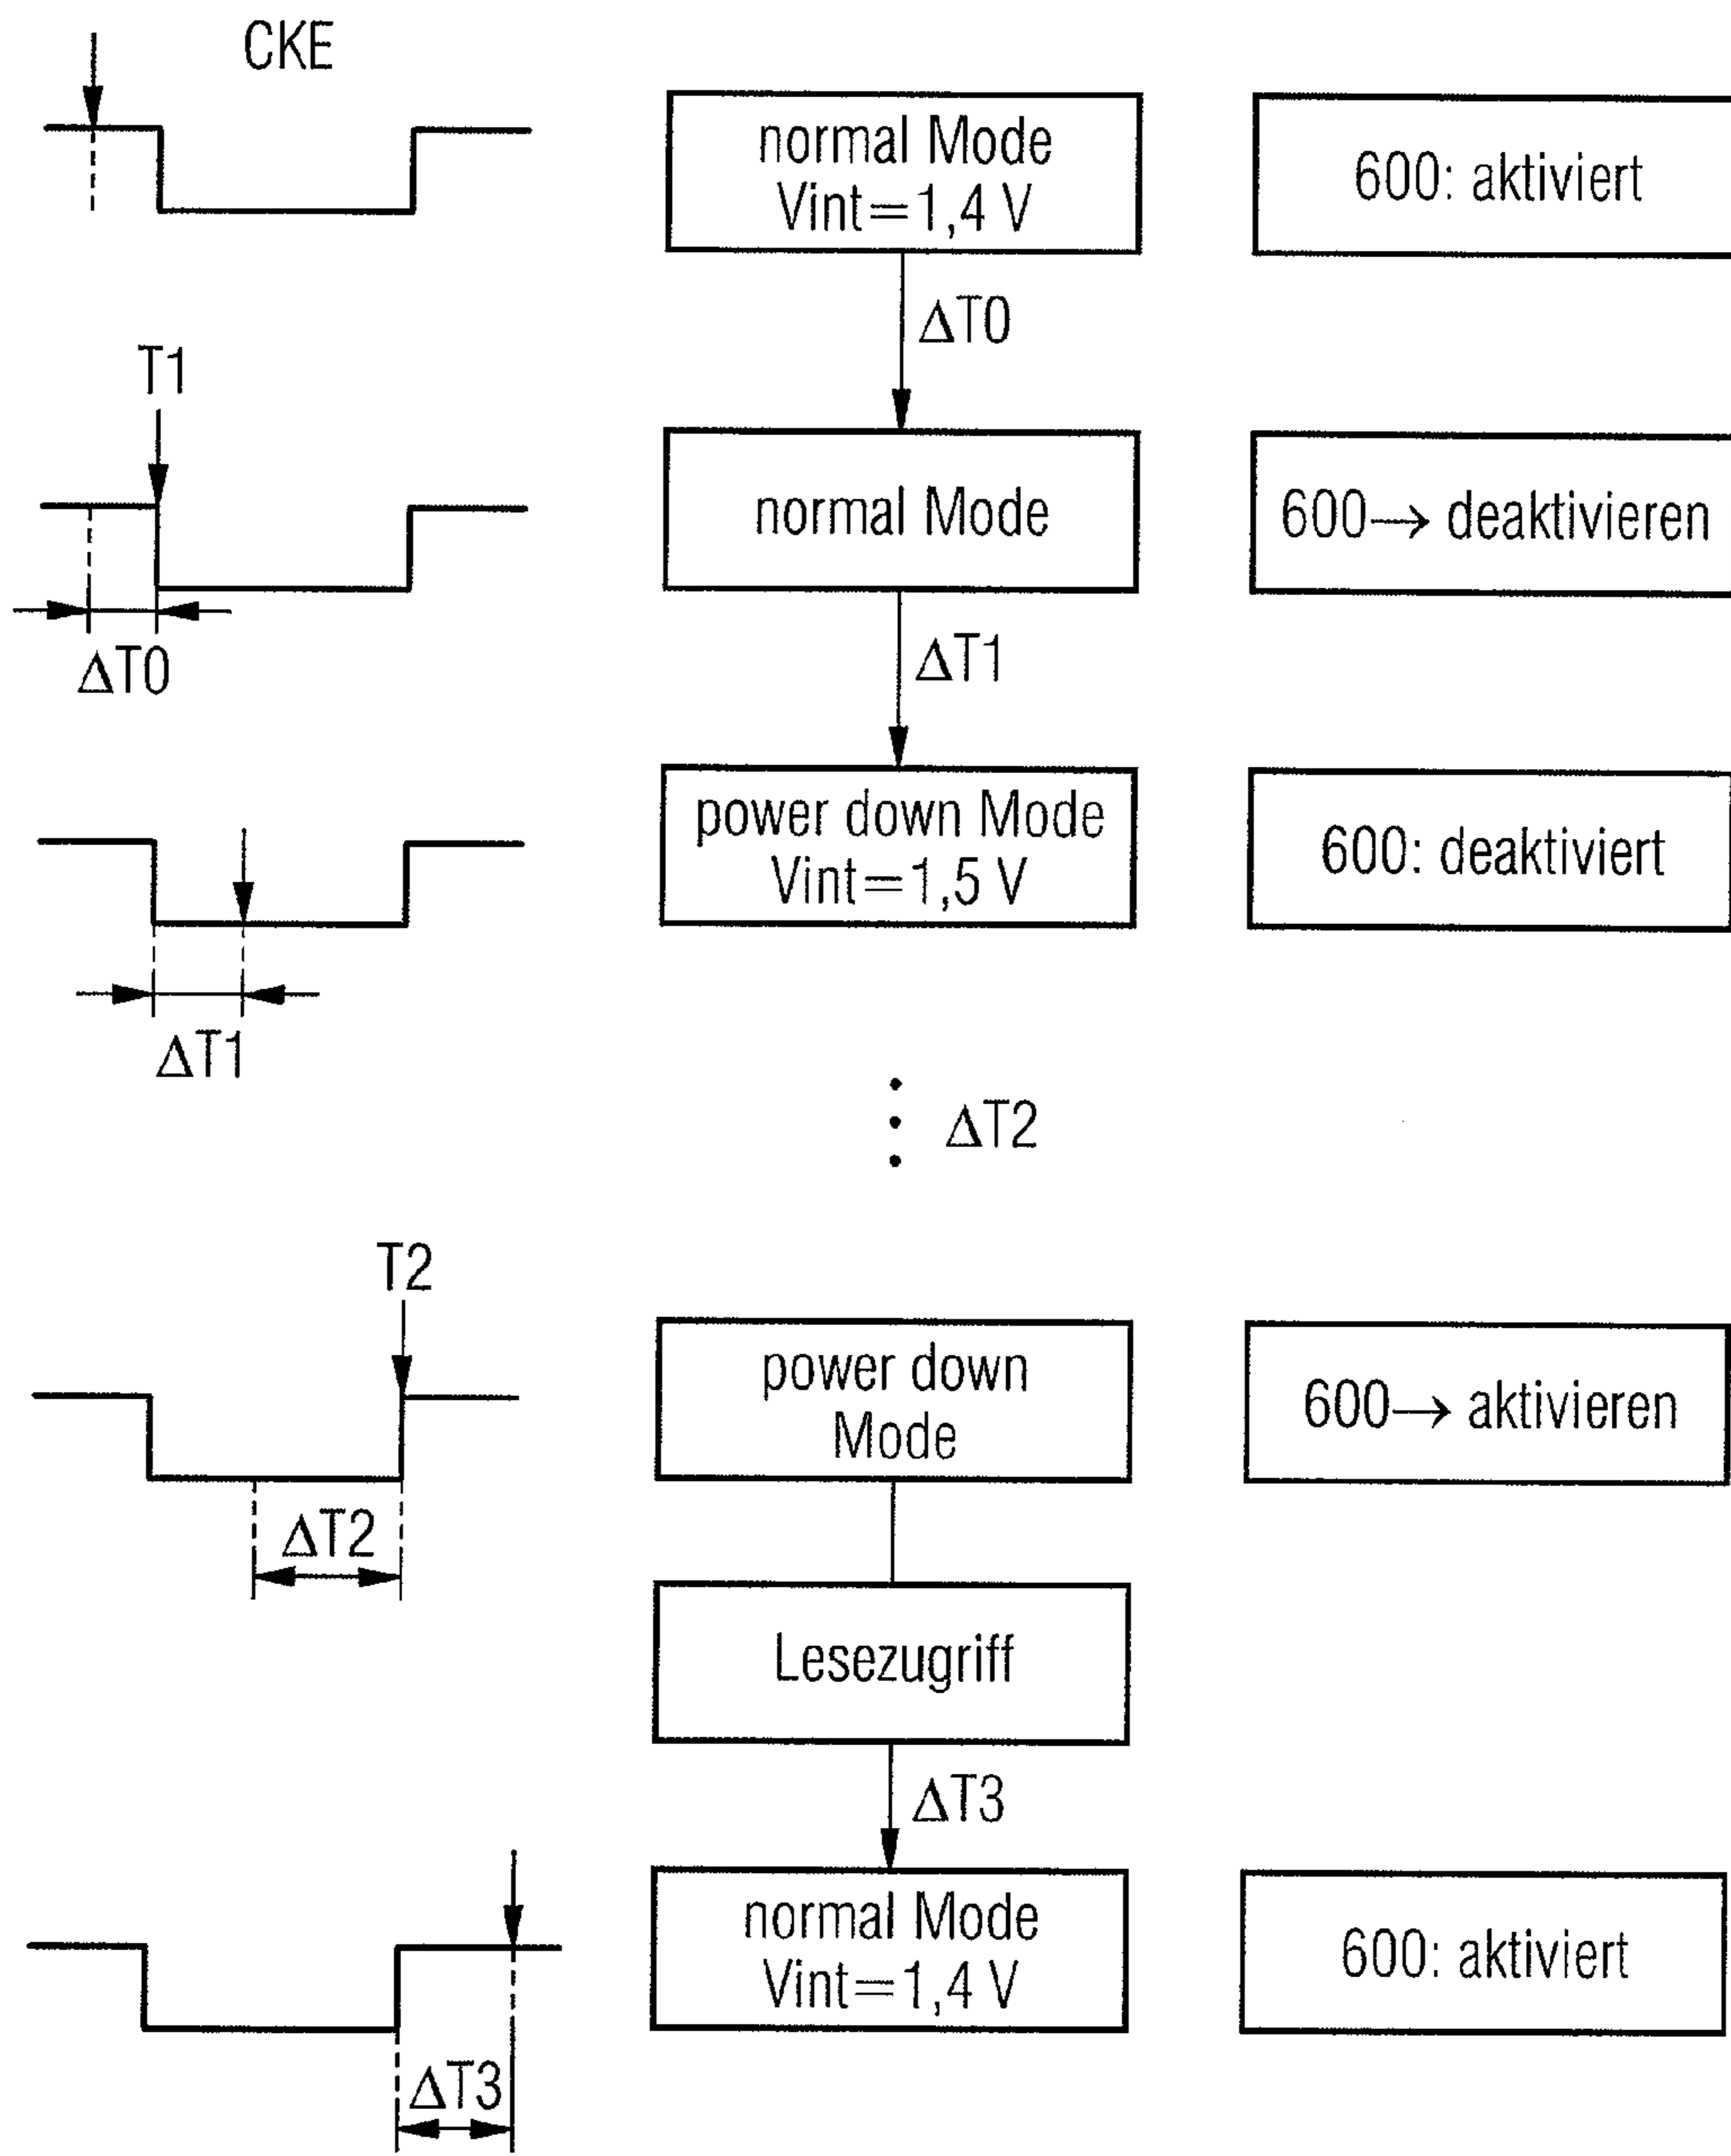 CKE
normal Mode
Vint=1,4 V
600: aktiviert
ΔT0
T1
normal Mode
600→ deaktivieren
ΔT0
ΔT1
power down Mode
Vint=1,5 V
600: deaktiviert
ΔT1
ΔT2
T2
power down
Mode
600→ aktivieren
ΔT2
Lesezugriff
ΔT3
normal Mode
Vint=1,4 V
600: aktiviert
ΔT3